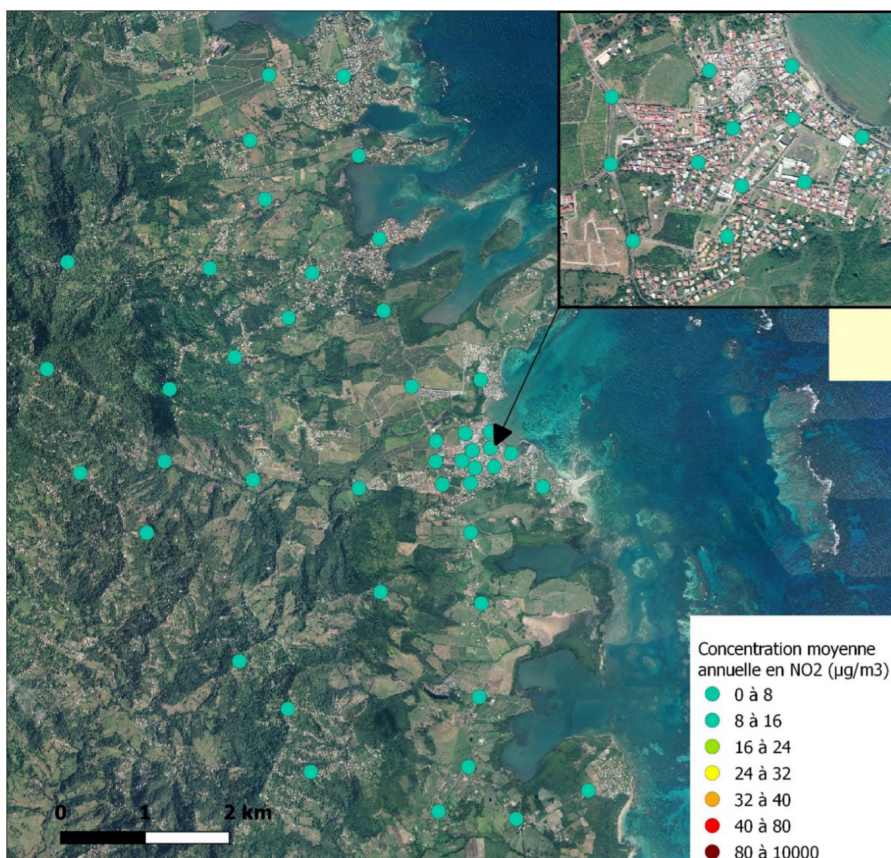 Concentration moyenne
annuelle en NO2 (µg/m3)
0 à 8
8 à 16
16 à 24
24 à 32
32 à 40
40 à 80
80 à 10000
0 1 2 km